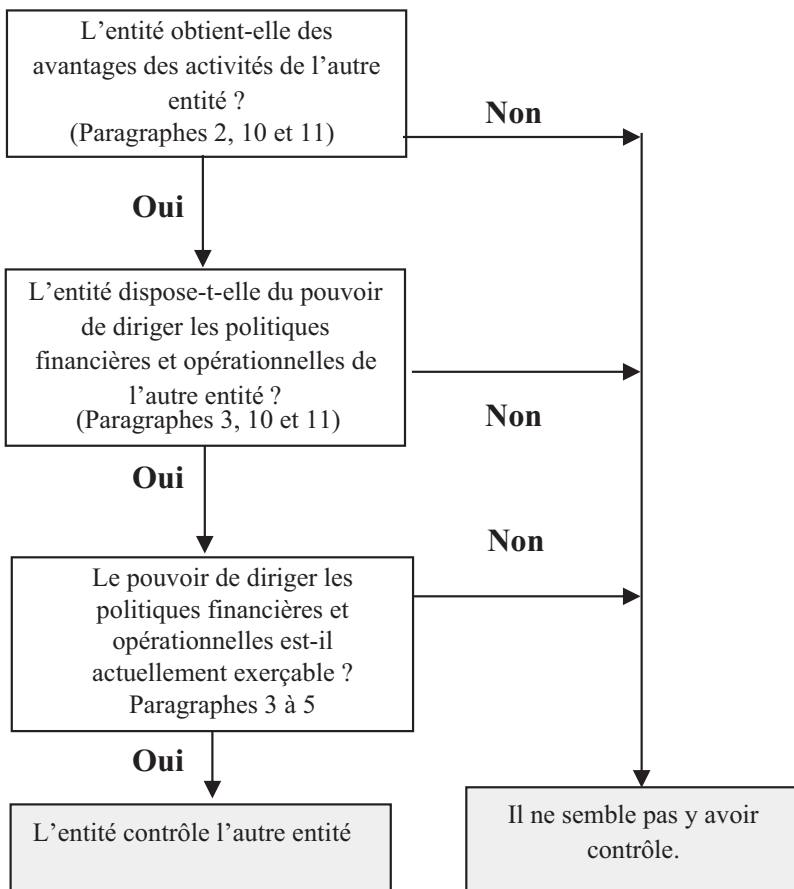 L’entité obtient-elle des
avantages des activités de l’autre
entité ?
(Paragraphes 2, 10 et 11)
Non
Oui
L’entité dispose-t-elle du pouvoir
de diriger les politiques
financières et opérationnelles de
l’autre entité ?
(Paragraphes 3, 10 et 11)
Non
Oui
Non
Le pouvoir de diriger les
politiques financières et
opérationnelles est-il
actuellement exerçable ?
Paragraphes 3 à 5
Oui
L’entité contrôle l’autre entité
Il ne semble pas y avoir
contrôle.